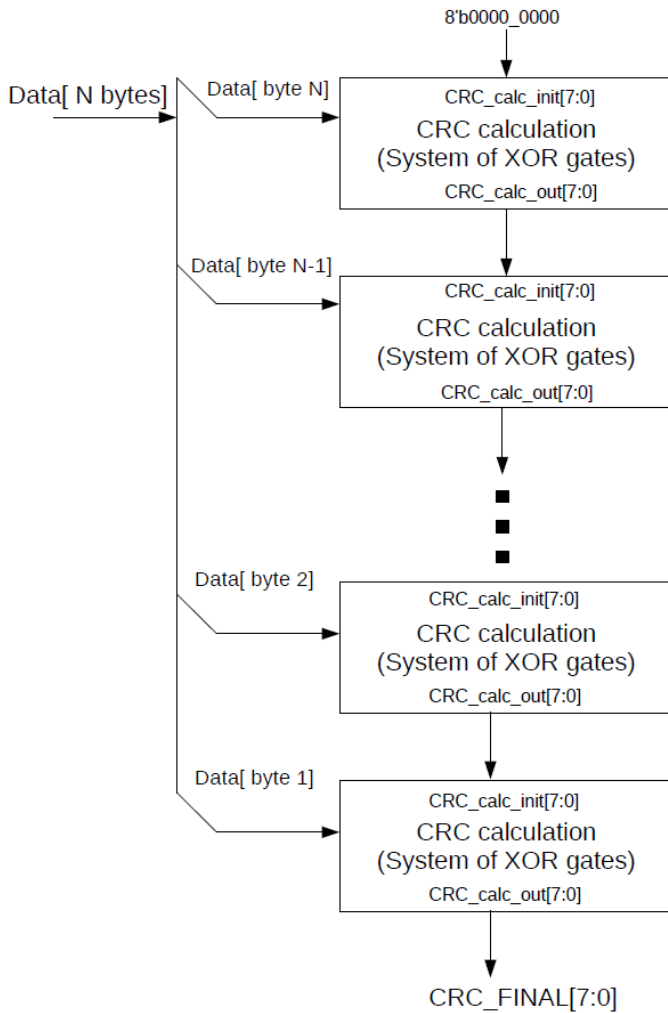 8'b0000_0000
Data[ N bytes]
Data[ byte N]
CRC_calc_init[7:0]
CRC calculation
(System of XOR gates)
CRC_calc_out[7:0]
Data[ byte N-1]
CRC_calc_init[7:0]
CRC calculation
(System of XOR gates)
CRC_calc_out[7:0]
Data[ byte 2]
CRC_calc_init[7:0]
CRC calculation
(System of XOR gates)
CRC_calc_out[7:0]
Data[ byte 1]
CRC_calc_init[7:0]
CRC calculation
(System of XOR gates)
CRC_calc_out[7:0]
CRC_FINAL[7:0]